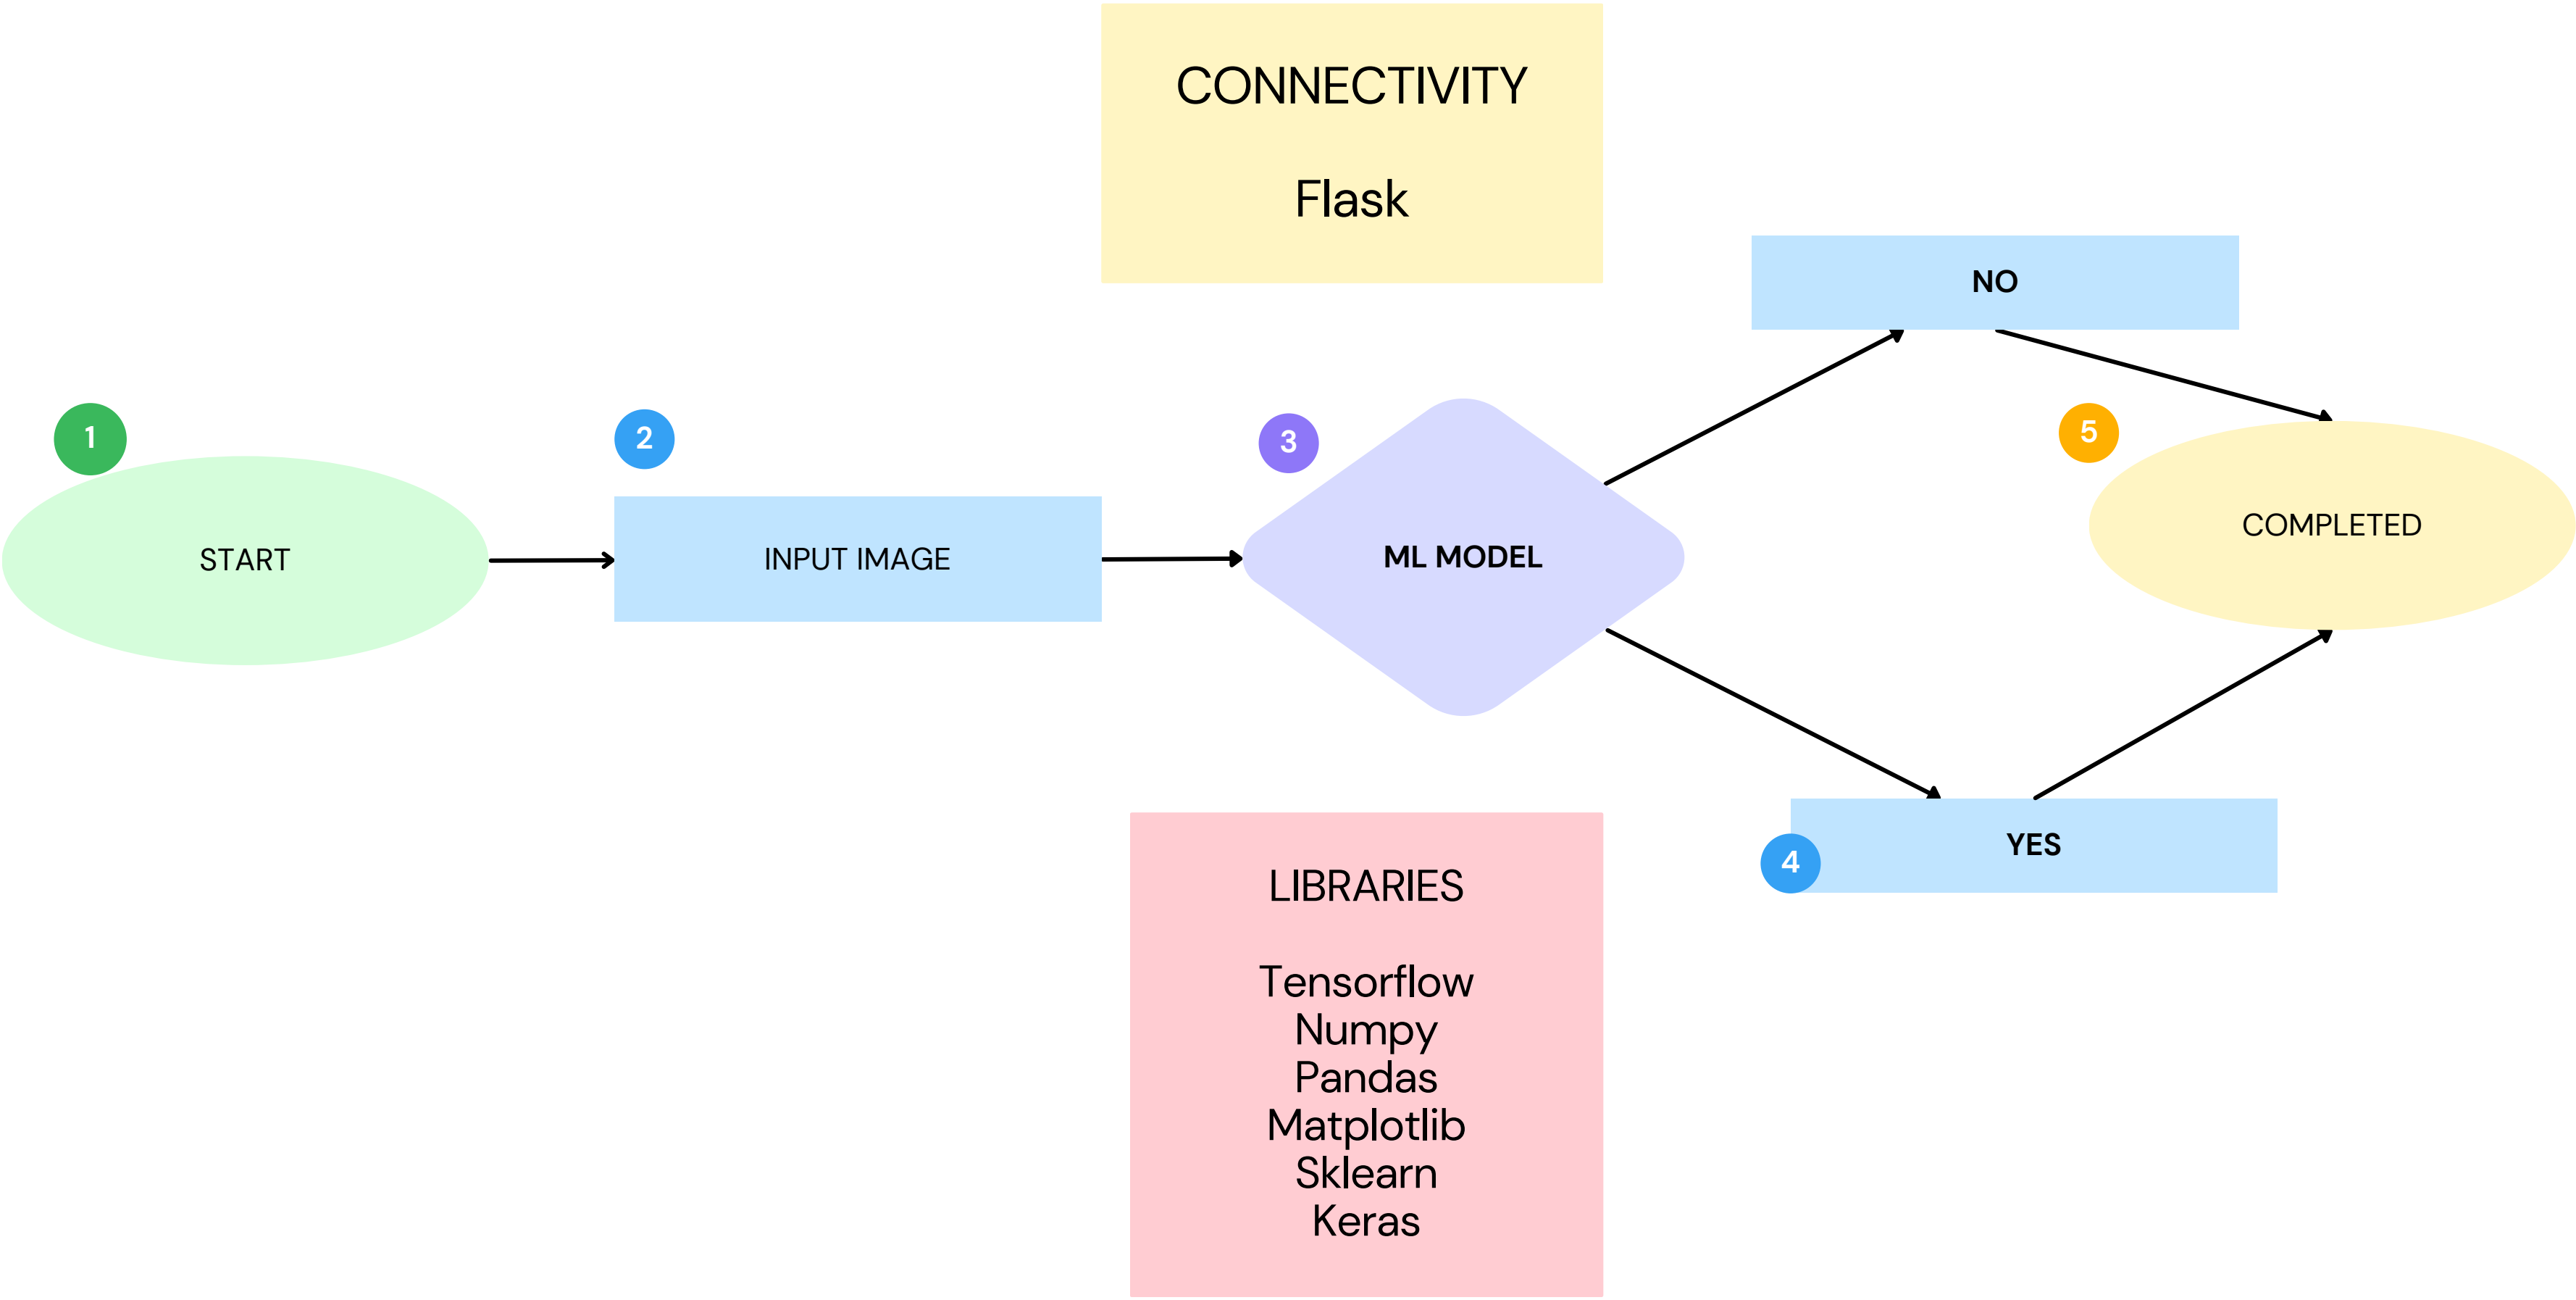 CONNECTIVITY
Flask
NO
1
2
3
5
START
INPUT IMAGE
ML MODEL
COMPLETED
4
YES
LIBRARIES
Tensorflow
Numpy
Pandas
Matplotlib
Sklearn
Keras